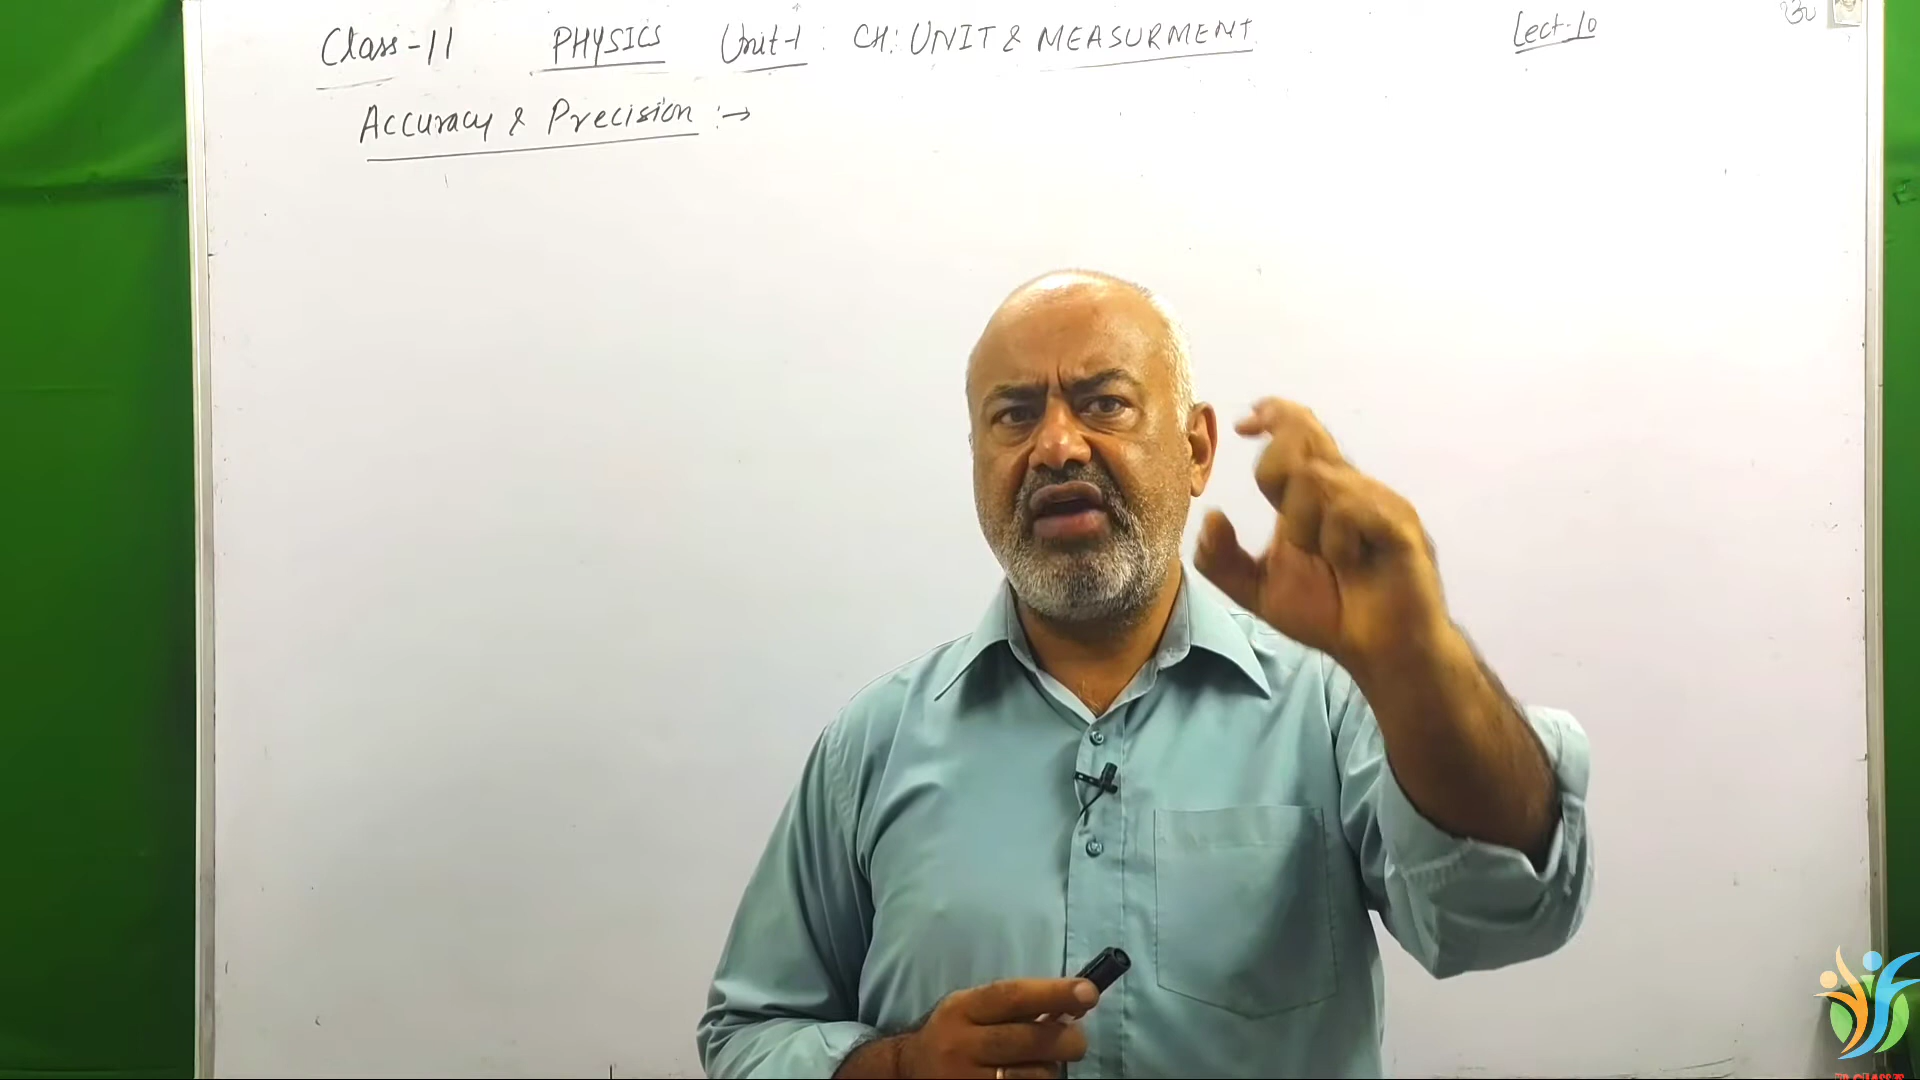 Class-11 PHYSICS Unit-1 : CH: UNIT & MEASURMENT Lect-10
Accuracy & Precision :→